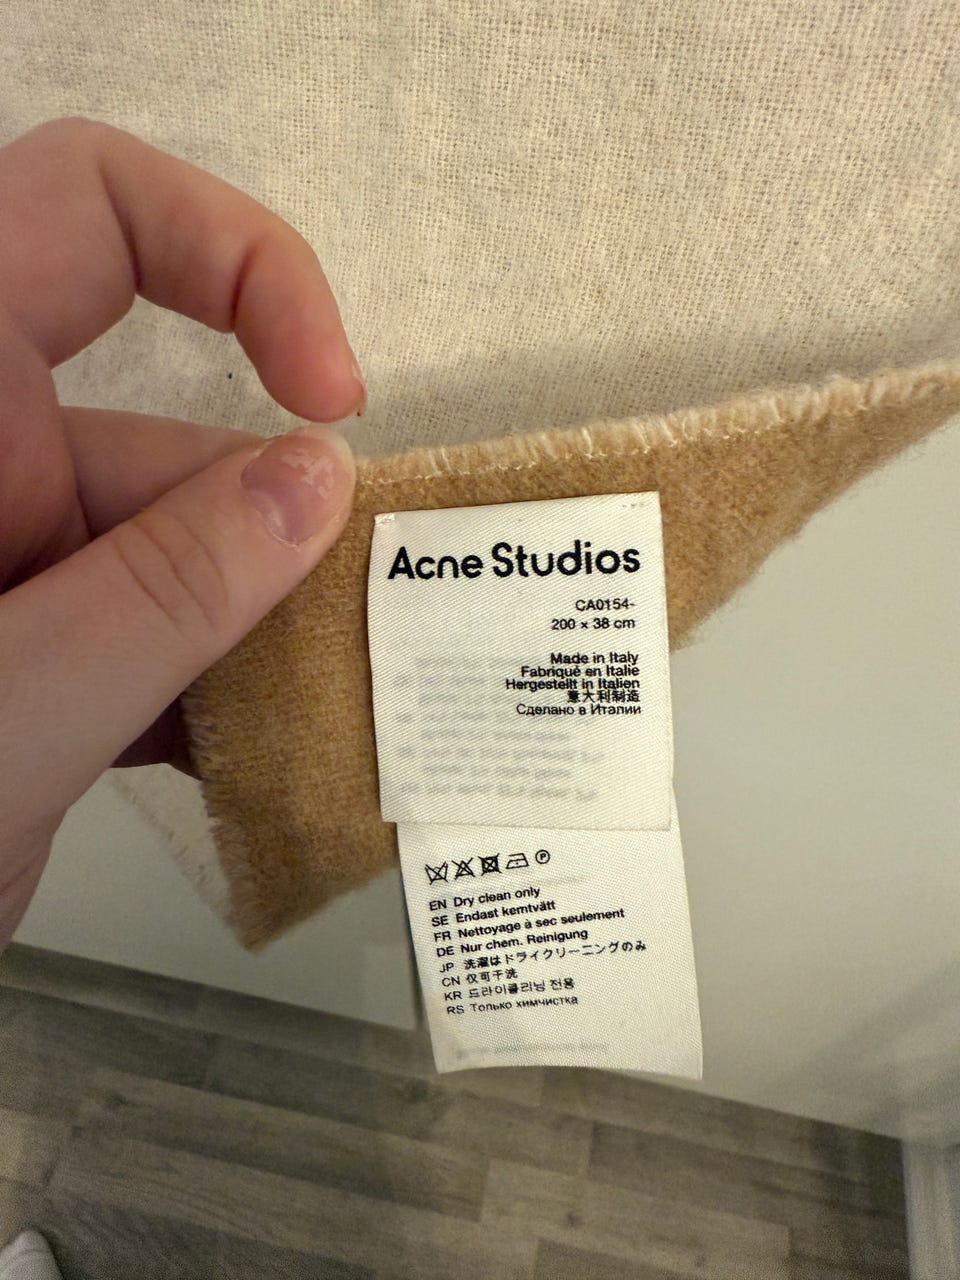 Acne Studios
CA0154-
200 x 38 cm
Made in Italy
Fabriqué en Italie
Hergestellt in Italien
意大利制造
Сделано в Италии
P
EN Dry clean only
SE Endast kemtvätt
FR Nettoyage à sec seulement
DE Nur chem. Reinigung
JP 洗濯はドライクリーニングのみ
CN 仅可干洗
KR 드라이클리닝 전용
RS Только химчистка